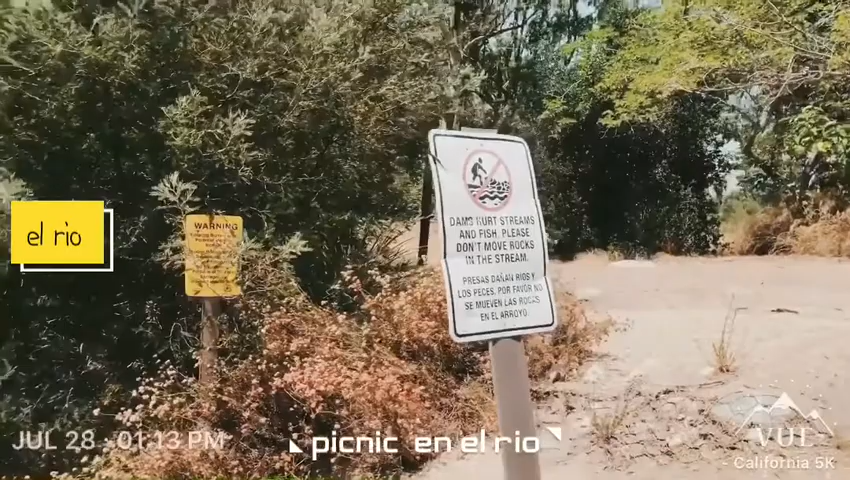 WARNING
DAMS HURT STREAMS
AND FISH. PLEASE
DON'T MOVE ROCKS
IN THE STREAM.
PRESAS DAÑAN RIOS Y
LOS PECES. POR FAVOR NO
SE MUEVEN LAS ROCAS
EN EL ARROYO.
el rio
JUL 28 - 01:13 PM
picnic en el rio
VUL
- California 5K -